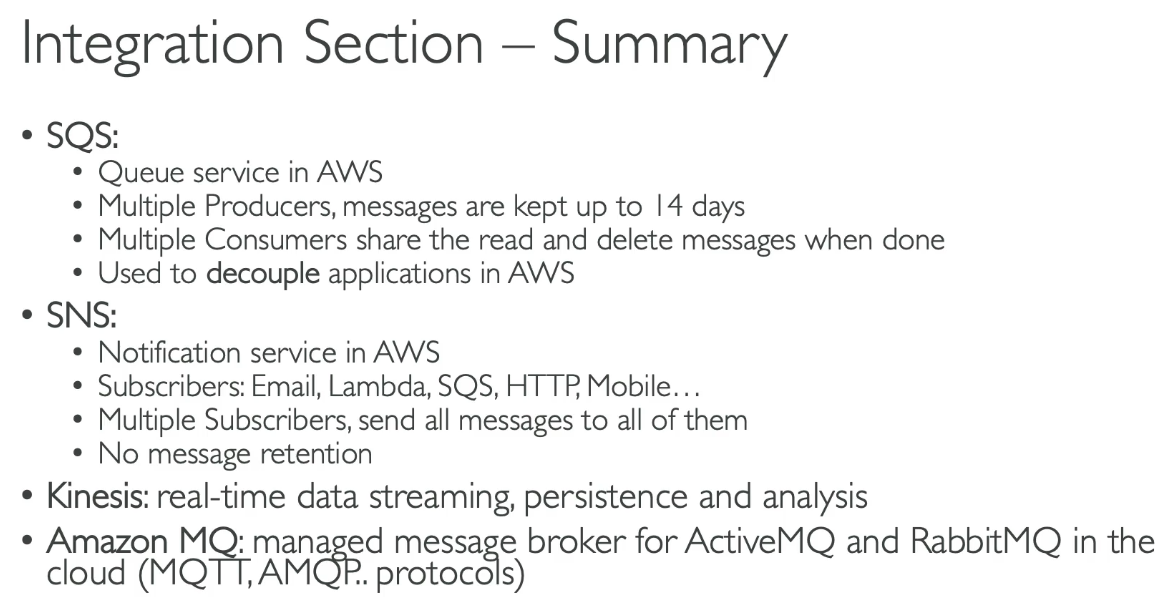 Integration Section – Summary
• SQS:
• Queue service in AWS
• Multiple Producers, messages are kept up to 14 days
• Multiple Consumers share the read and delete messages when done
• Used to decouple applications in AWS
• SNS:
• Notification service in AWS
• Subscribers: Email, Lambda, SQS, HTTP, Mobile…
• Multiple Subscribers, send all messages to all of them
• No message retention
• Kinesis: real-time data streaming, persistence and analysis
• Amazon MQ: managed message broker for ActiveMQ and RabbitMQ in the
cloud (MQTT, AMQP.. protocols)